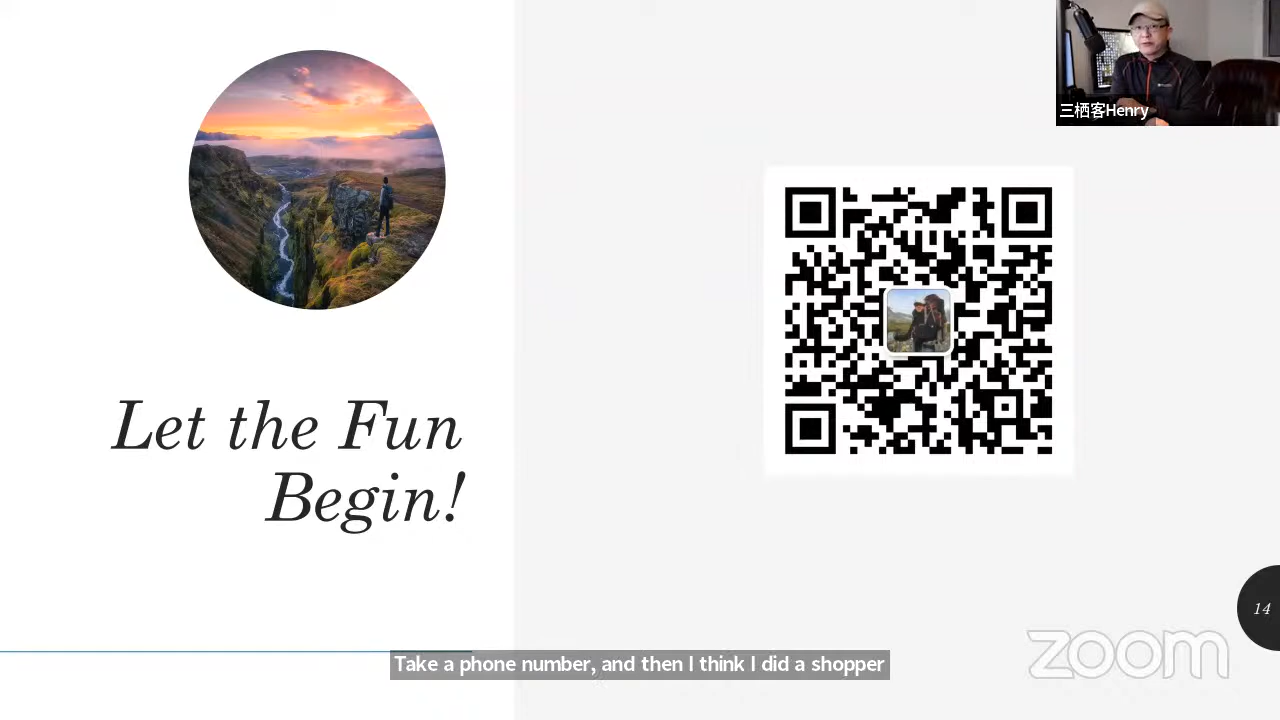 三栖客Henry
Let the Fun
Begin!
14
zoom
Take a phone number, and then I think I did a shopper